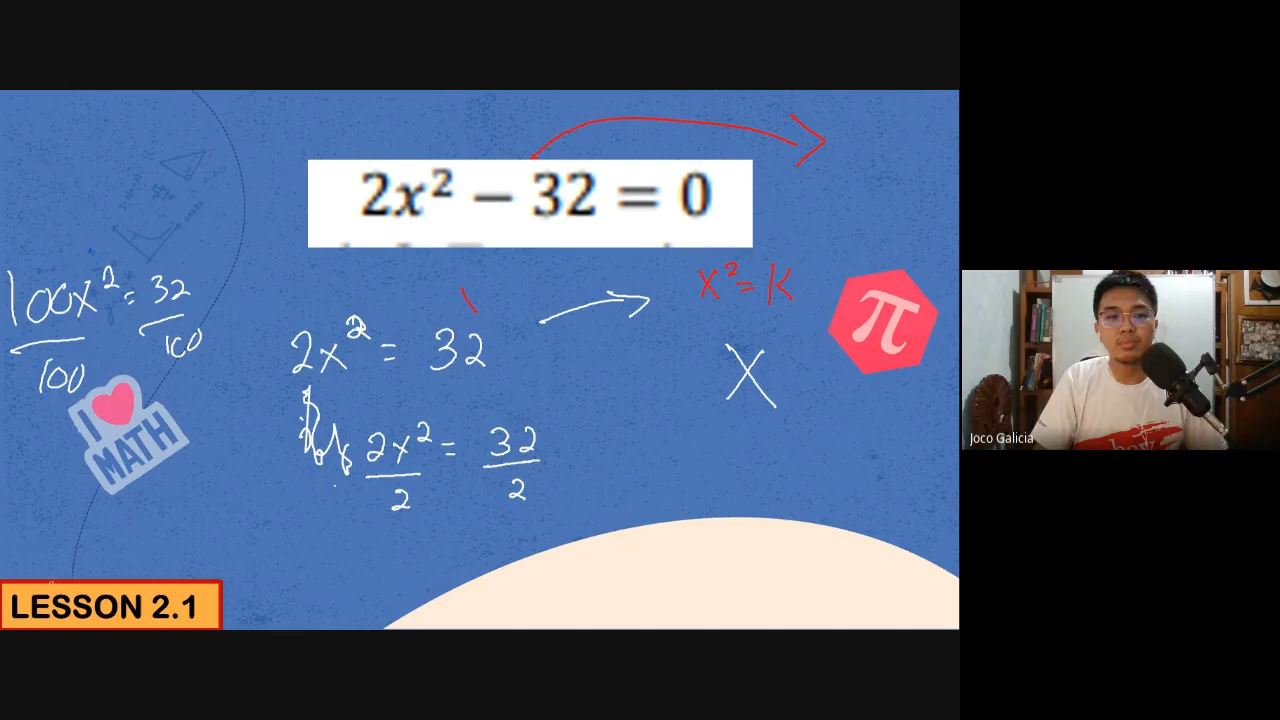 2x² − 32 = 0
100x² = 32
100 100
x² = k
2x² = 32
X
2x² = 32
2 2
π
I
MATH
LESSON 2.1
Joco Galicia